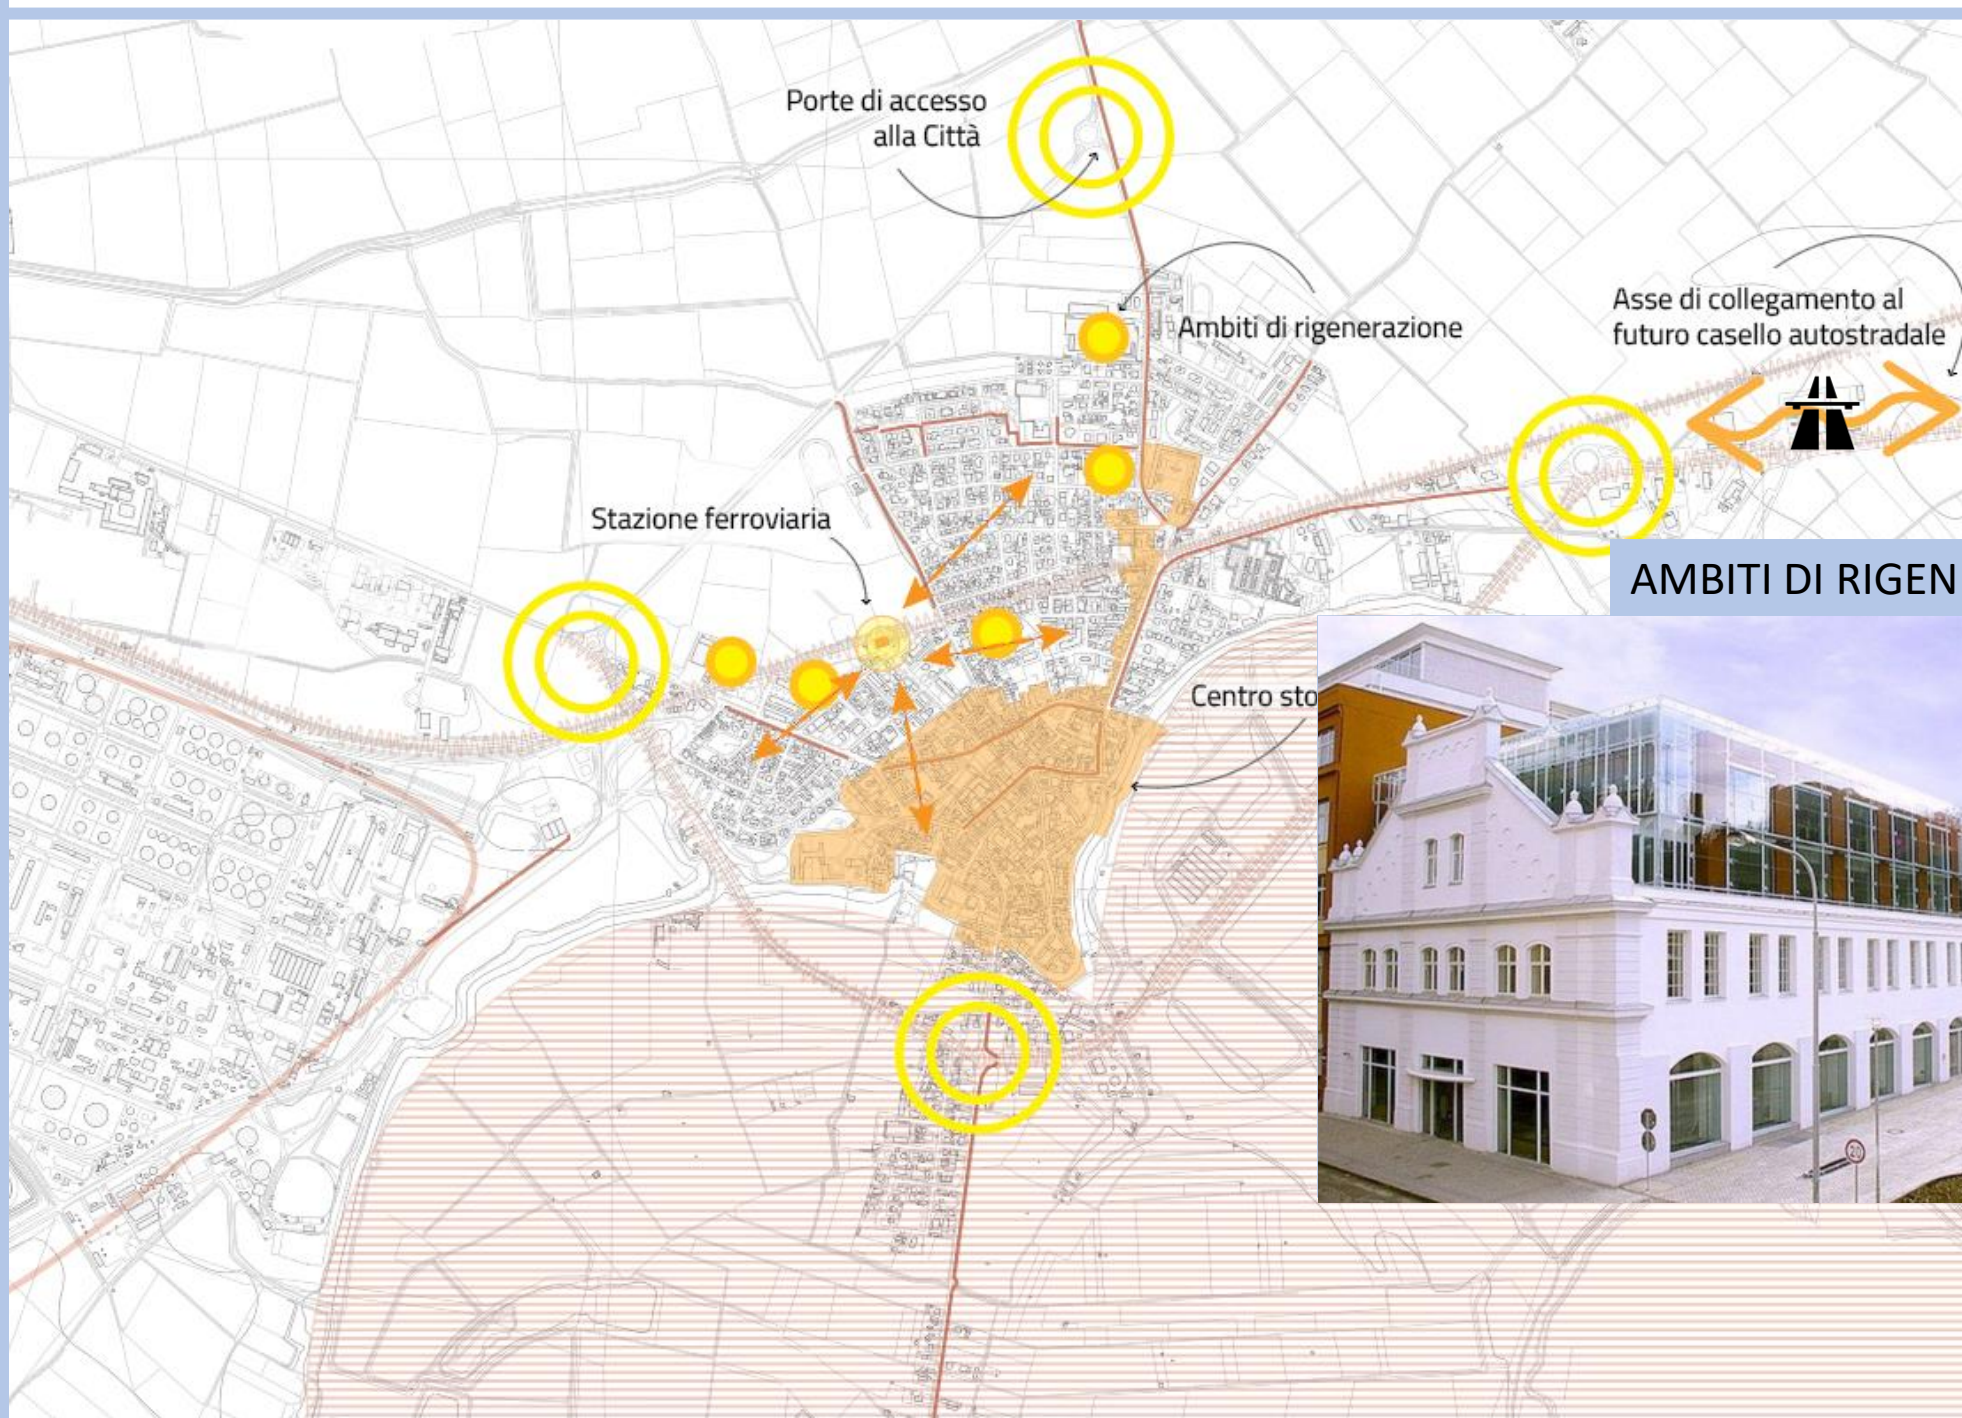 Porte di accesso
alla Città
Ambiti di rigenerazione
Asse di collegamento al
futuro casello autostradale
Stazione ferroviaria
AMBITI DI RIGEN
Centro sto
20